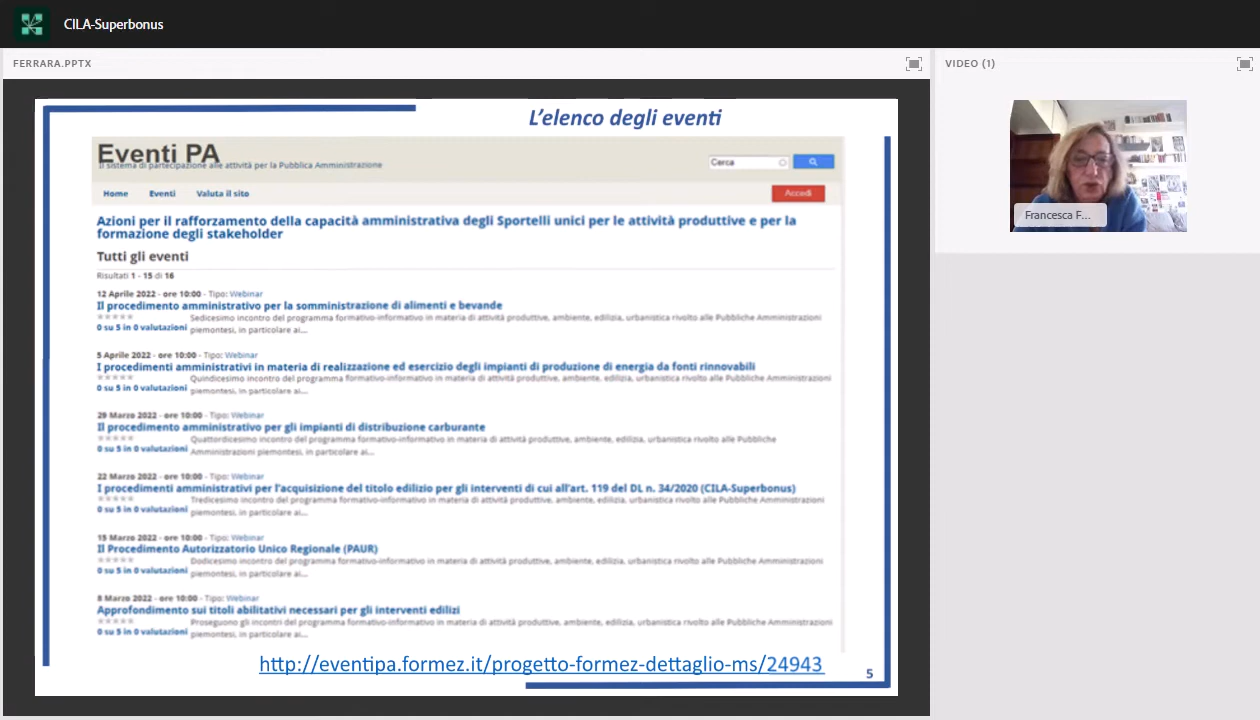 CILA-Superbonus
FERRARA.PPTX
VIDEO (1)
L'elenco degli eventi
Eventi PA
Il sistema di partecipazione alle attività per la Pubblica Amministrazione
Cerca
Home Eventi Valuta il sito
Accedi
Azioni per il rafforzamento della capacità amministrativa degli Sportelli unici per le attività produttive e per la
formazione degli stakeholder
Tutti gli eventi
Risultati 1 - 15 di 16
12 Aprile 2022 - ore 10:00 - Tipo: Webinar
Il procedimento amministrativo per la somministrazione di alimenti e bevande
Sedicesimo incontro del programma formativo-informativo in materia di attività produttive, ambiente, edilizia, urbanistica rivolto alle Pubbliche Amministrazioni
0 su 5 in 0 valutazioni piemontesi, in particolare ai...
5 Aprile 2022 - ore 10:00 - Tipo: Webinar
I procedimenti amministrativi in materia di realizzazione ed esercizio degli impianti di produzione di energia da fonti rinnovabili
Quindicesimo incontro del programma formativo-informativo in materia di attività produttive, ambiente, edilizia, urbanistica rivolto alle Pubbliche Amministrazioni
0 su 5 in 0 valutazioni piemontesi, in particolare ai...
29 Marzo 2022 - ore 10:00 - Tipo: Webinar
Il procedimento amministrativo per gli impianti di distribuzione carburante
Quattordicesimo incontro del programma formativo-informativo in materia di attività produttive, ambiente, edilizia, urbanistica rivolto alle Pubbliche
0 su 5 in 0 valutazioni Amministrazioni piemontesi, in particolare ai...
22 Marzo 2022 - ore 10:00 - Tipo: Webinar
I procedimenti amministrativi per l'acquisizione del titolo edilizio per gli interventi di cui all'art. 119 del DL n. 34/2020 (CILA-Superbonus)
Tredicesimo incontro del programma formativo-informativo in materia di attività produttive, ambiente, edilizia, urbanistica rivolto alle Pubbliche Amministrazioni
0 su 5 in 0 valutazioni piemontesi, in particolare ai...
15 Marzo 2022 - ore 10:00 - Tipo: Webinar
Il Procedimento Autorizzatorio Unico Regionale (PAUR)
Dodicesimo incontro del programma formativo-informativo in materia di attività produttive, ambiente, edilizia, urbanistica rivolto alle Pubbliche Amministrazioni
0 su 5 in 0 valutazioni piemontesi, in particolare ai...
8 Marzo 2022 - ore 10:00 - Tipo: Webinar
Approfondimento sui titoli abilitativi necessari per gli interventi edilizi
Proseguono gli incontri del programma formativo-informativo in materia di attività produttive, ambiente, edilizia, urbanistica rivolto alle Pubbliche Amministrazioni
0 su 5 in 0 valutazioni piemontesi, in particolare ai...
http://eventipa.formez.it/progetto-formez-dettaglio-ms/24943
5
Francesca F...